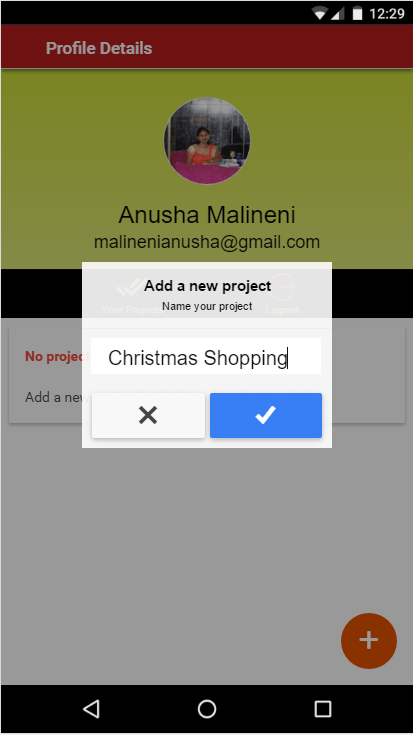 12:29
Profile Details
Anusha Malineni
malinenianusha@gmail.com
Add a new project
Name your project
Your Proje
Logout
No project
Christmas Shopping
Add a new